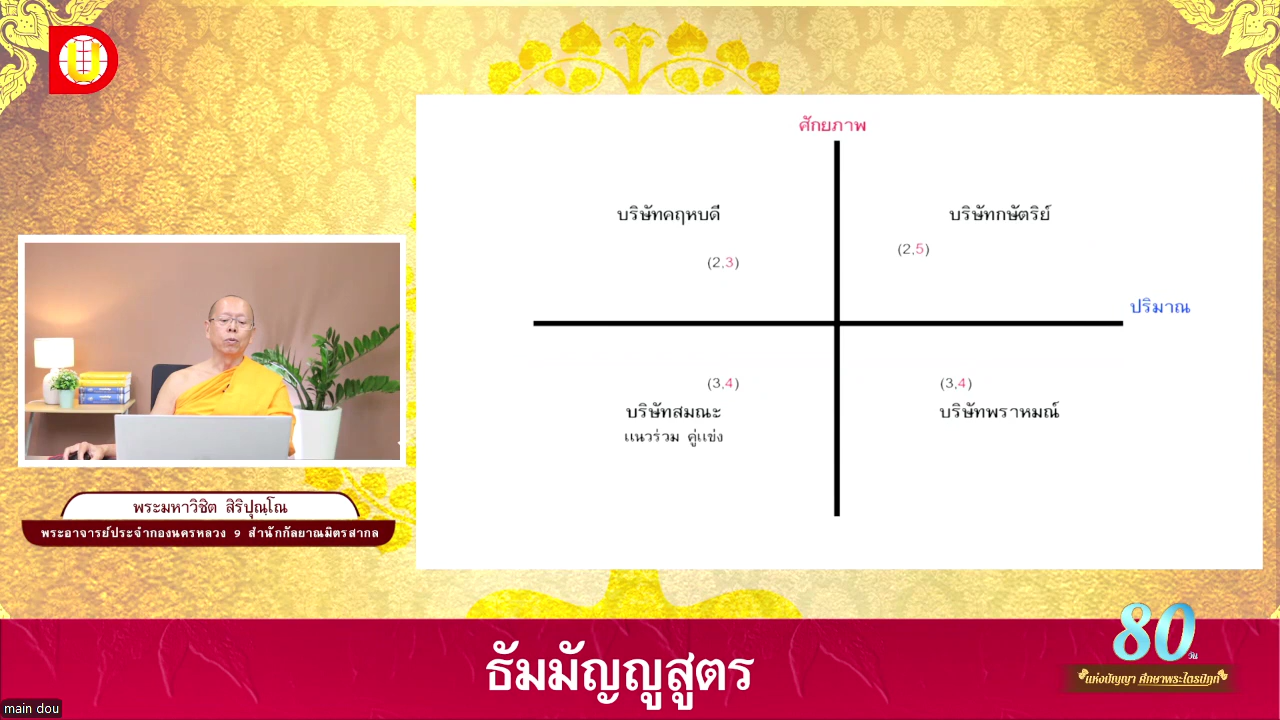 ศักยภาพ
บริษัทคฤหบดี
บริษัทกษัตริย์
(2,3)
(2,5)
ปริมาณ
(3,4)
(3,4)
บริษัทสมณะ
บริษัทพราหมณ์
แนวร่วม คู่แข่ง
พระมหาวิชิต สิริปุณฺโณ
พระอาจารย์ประจำกองนครหลวง 9 สำนักกัลยาณมิตรสากล
ธัมมัญญูสูตร
80
วัน
แห่งปัญญา ศึกษาพระไตรปิฎก
main dou